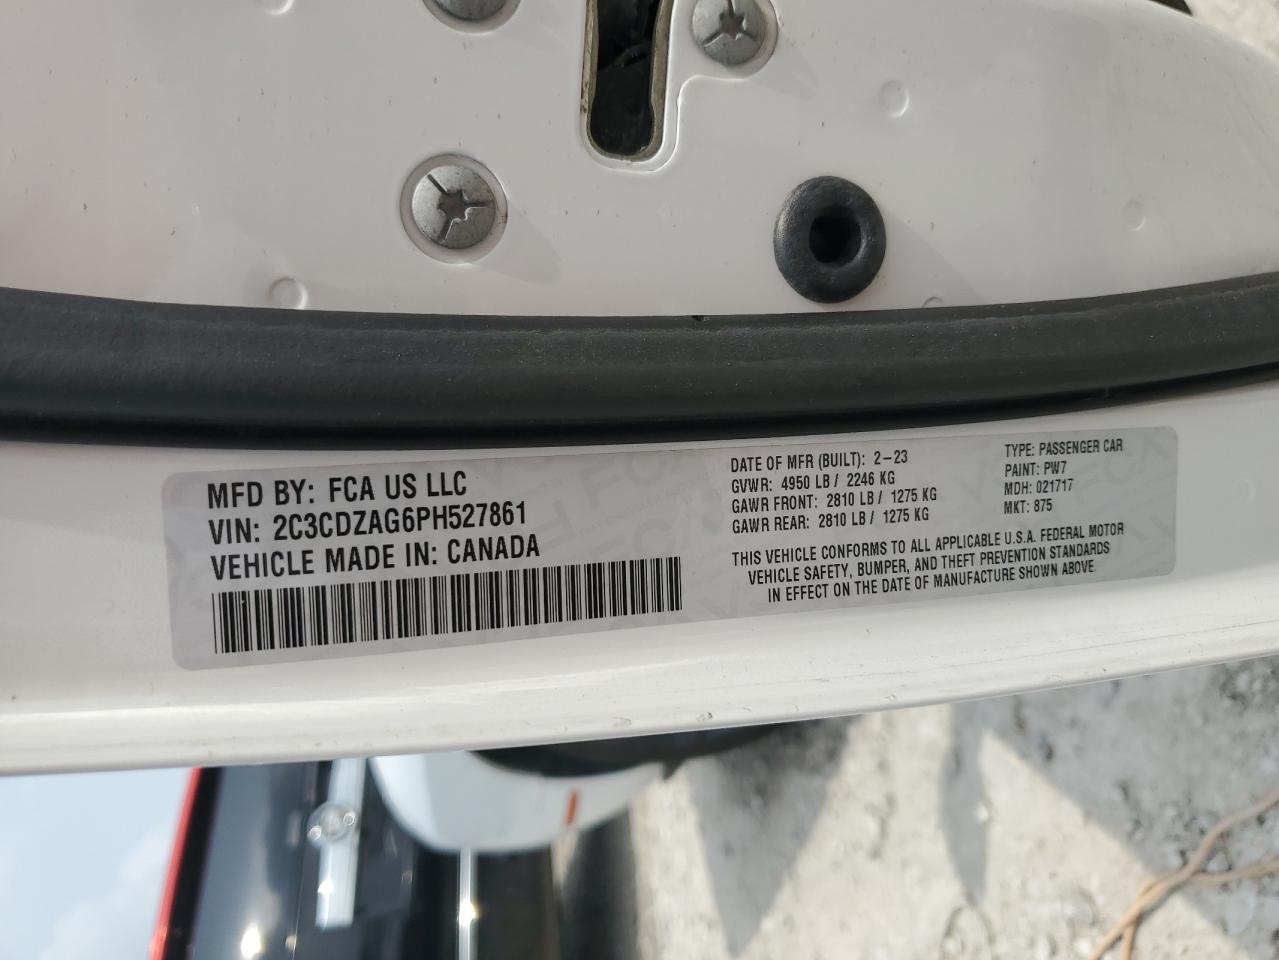 MFD BY: FCA US LLC
VIN: 2C3CDZAG6PH527861
VEHICLE MADE IN: CANADA
DATE OF MFR (BUILT): 2-23
GVWR: 4950 LB / 2246 KG
GAWR FRONT: 2810 LB / 1275 KG
GAWR REAR: 2810 LB / 1275 KG
TYPE: PASSENGER CAR
PAINT: PW7
MDH: 021717
MKT: 875
THIS VEHICLE CONFORMS TO ALL APPLICABLE U.S.A. FEDERAL MOTOR
VEHICLE SAFETY, BUMPER, AND THEFT PREVENTION STANDARDS
IN EFFECT ON THE DATE OF MANUFACTURE SHOWN ABOVE.